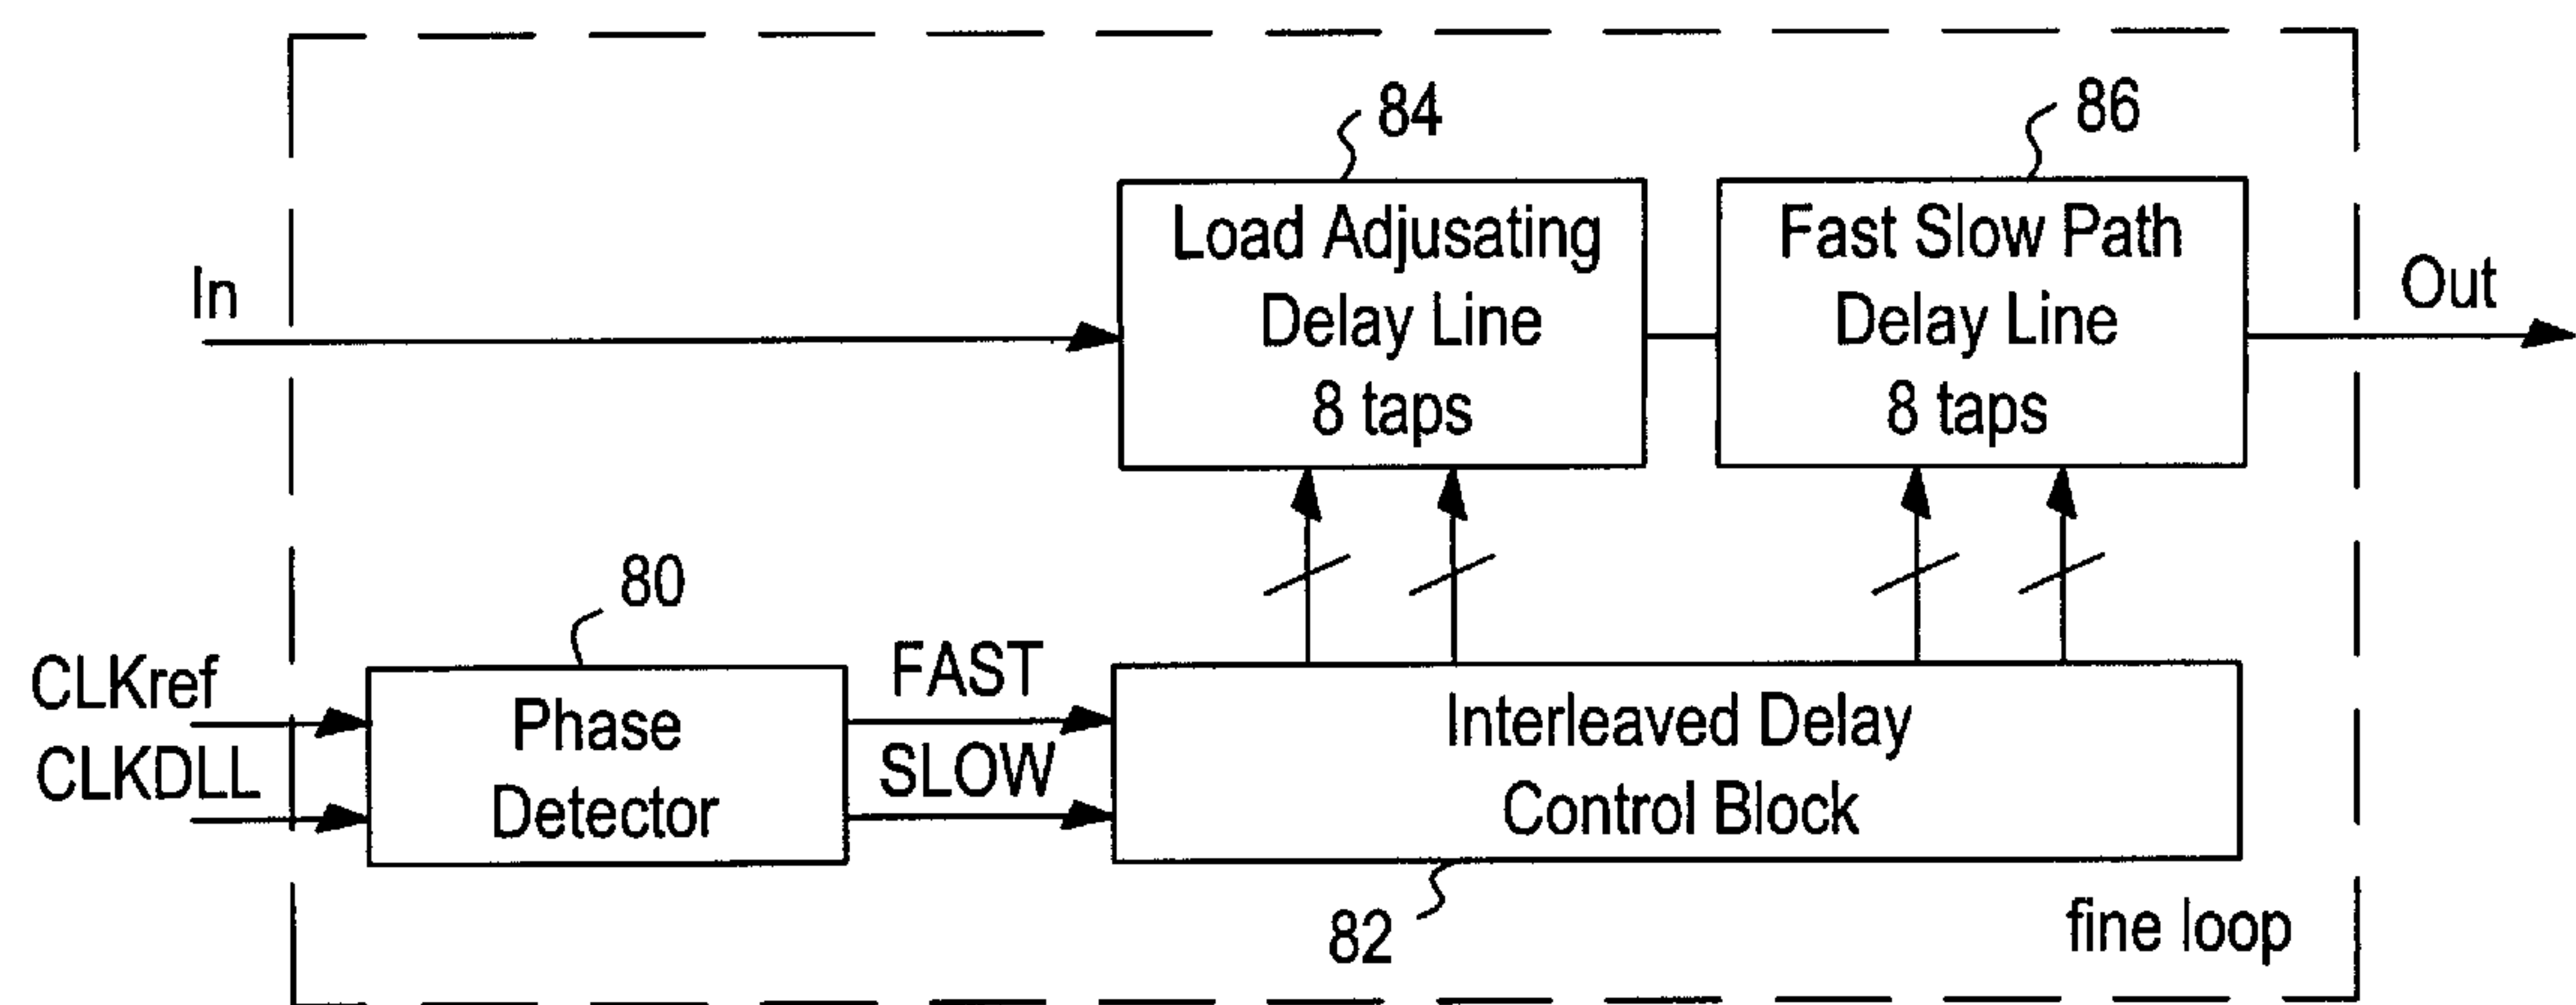 84
86
Load Adjusating
Delay Line
8 taps
Fast Slow Path
Delay Line
8 taps
In
Out
80
CLKref
CLKDLL
Phase
Detector
FAST
SLOW
Interleaved Delay
Control Block
82
fine loop